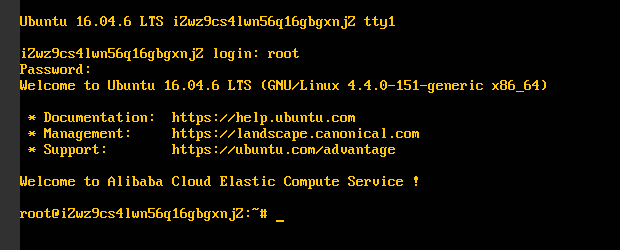 Ubuntu 16.04.6 LTS iZwz9cs4lwn56q16gbgxnjZ tty1
iZwz9cs4lwn56q16gbgxnjZ login: root
Password:
Welcome to Ubuntu 16.04.6 LTS (GNU/Linux 4.4.0-151-generic x86_64)
* Documentation: https://help.ubuntu.com
* Management: https://landscape.canonical.com
* Support: https://ubuntu.com/advantage
Welcome to Alibaba Cloud Elastic Compute Service !
root@iZwz9cs4lwn56q16gbgxnjZ:~# _